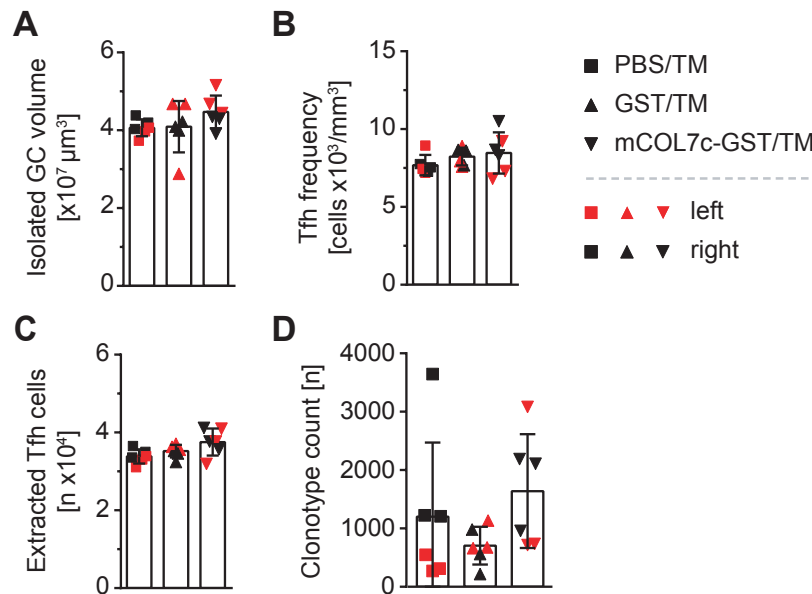 A
Isolated GC volume
[x10⁷ µm³]
6
4
2
0
B
Tfh frequency
[cells x10³/mm³]
15
10
5
0
PBS/TM
GST/TM
mCOL7c-GST/TM
left
right
C
Extracted Tfh cells
[n x10⁴]
6
4
2
0
D
Clonotype count [n]
4000
3000
2000
1000
0